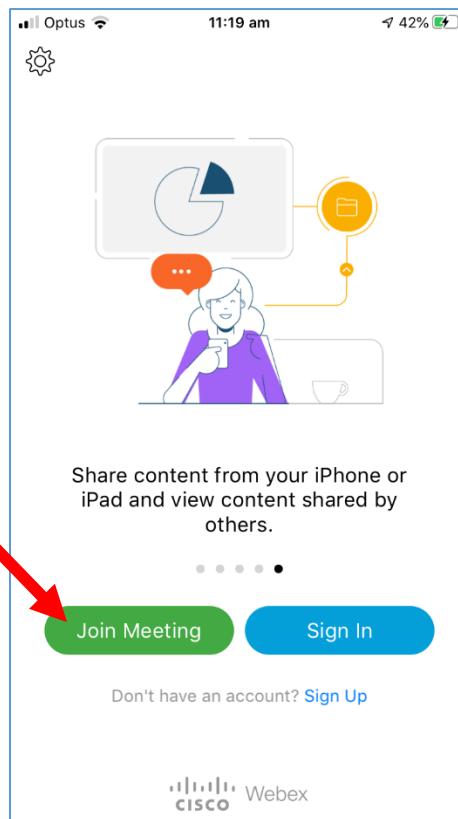 Optus 11:19 am 42%
Share content from your iPhone or
iPad and view content shared by
others.
Join Meeting Sign In
Don't have an account? Sign Up
CISCO Webex